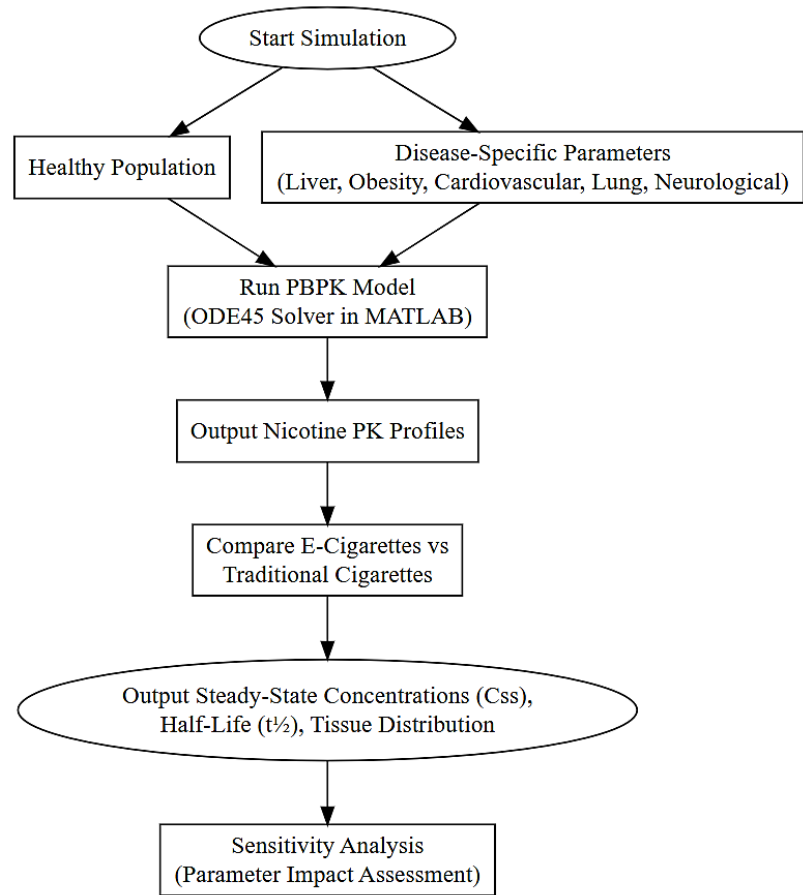 Start Simulation
Healthy Population
Disease-Specific Parameters
(Liver, Obesity, Cardiovascular, Lung, Neurological)
Run PBPK Model
(ODE45 Solver in MATLAB)
Output Nicotine PK Profiles
Compare E-Cigarettes vs
Traditional Cigarettes
Output Steady-State Concentrations (Css),
Half-Life (t½), Tissue Distribution
Sensitivity Analysis
(Parameter Impact Assessment)